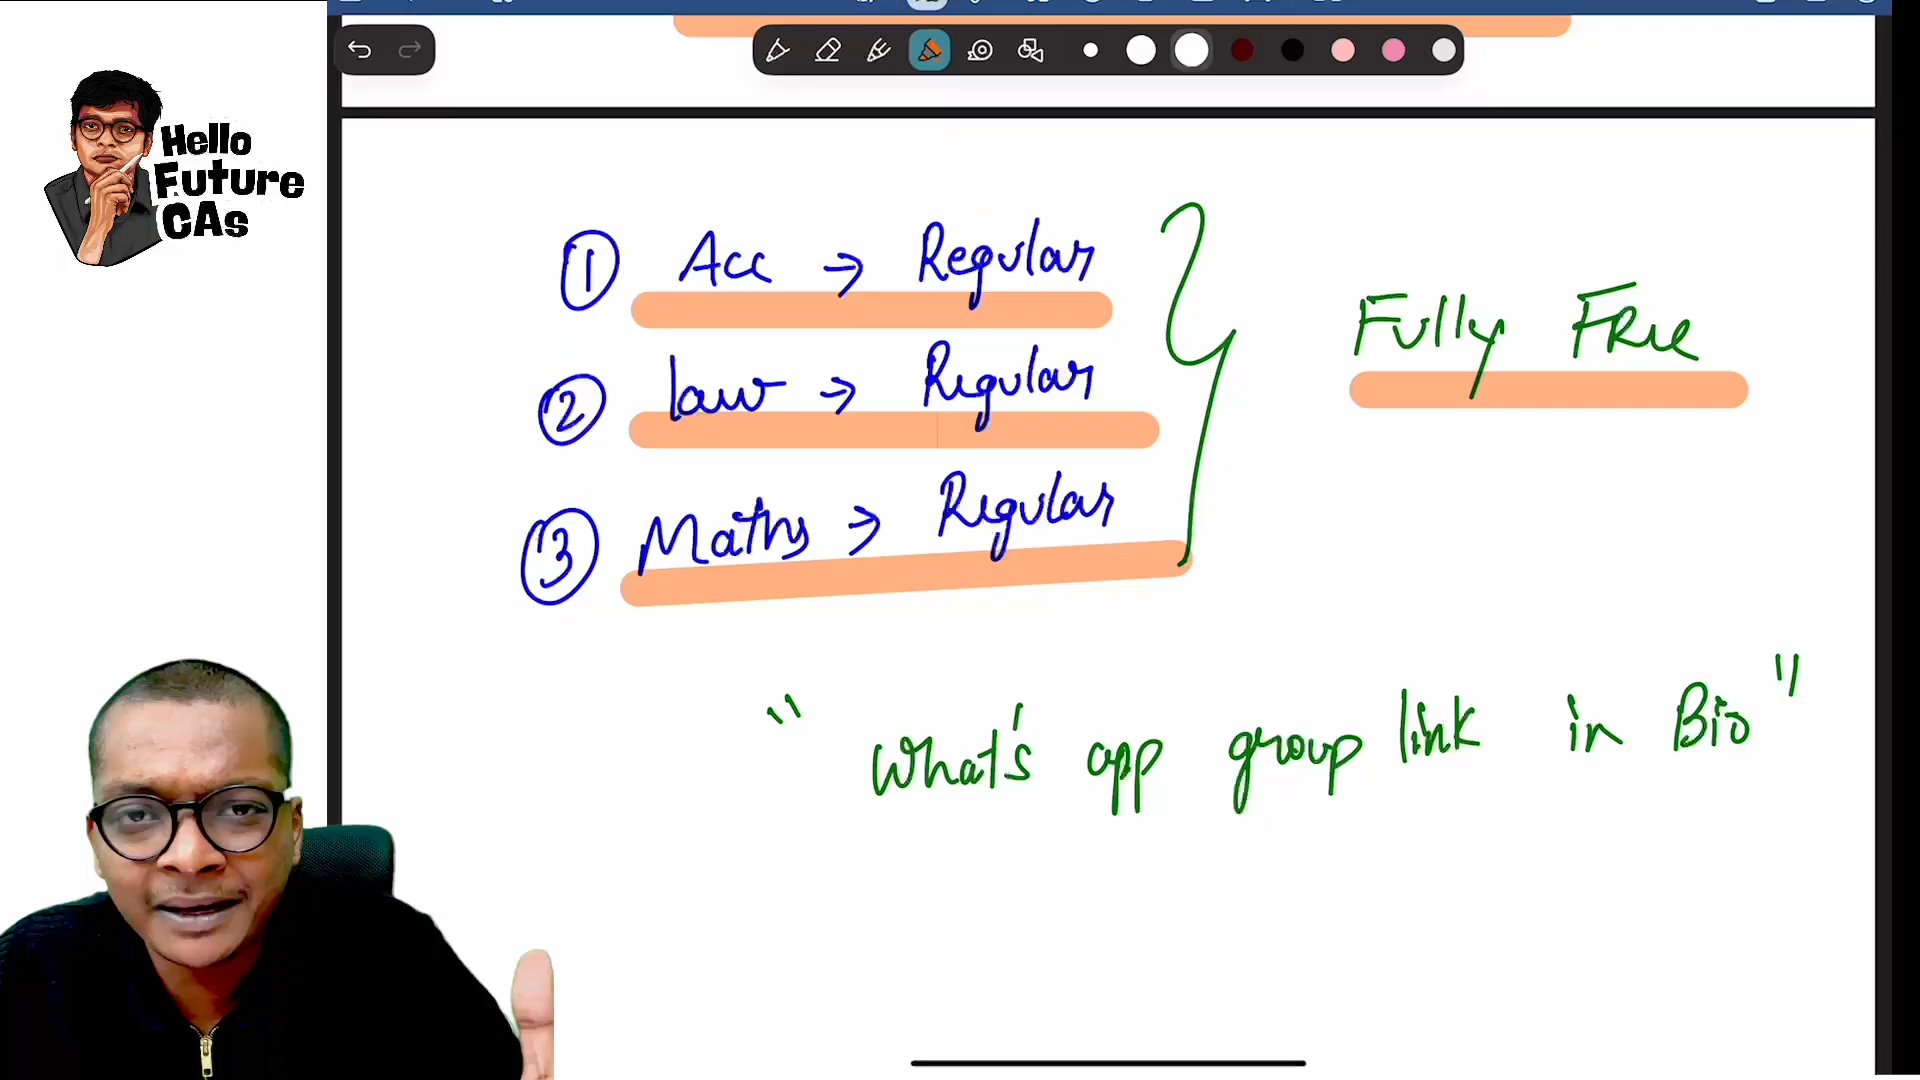 Hello
Future
CAs
① Acc → Regular
② law → Regular
③ Maths → Regular
Fully Free
" What's app group link in Bio "